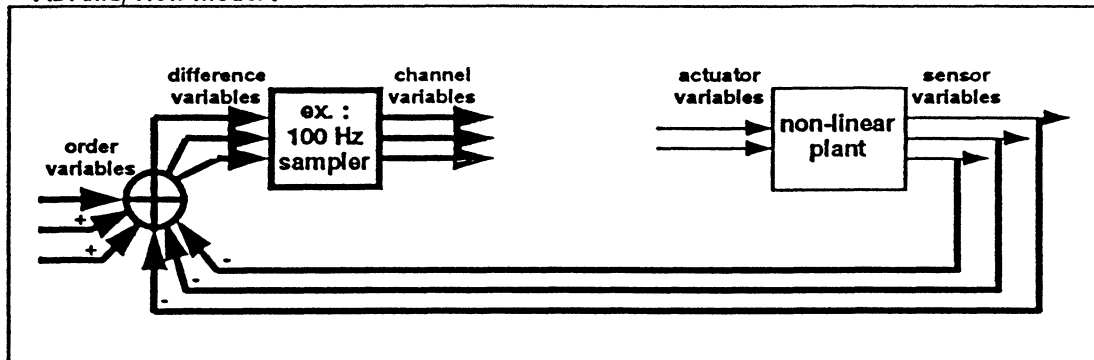 difference
variables
channel
variables
actuator
variables
sensor
variables
ex. :
100 Hz
sampler
non-linear
plant
order
variables
+
+
-
-
-